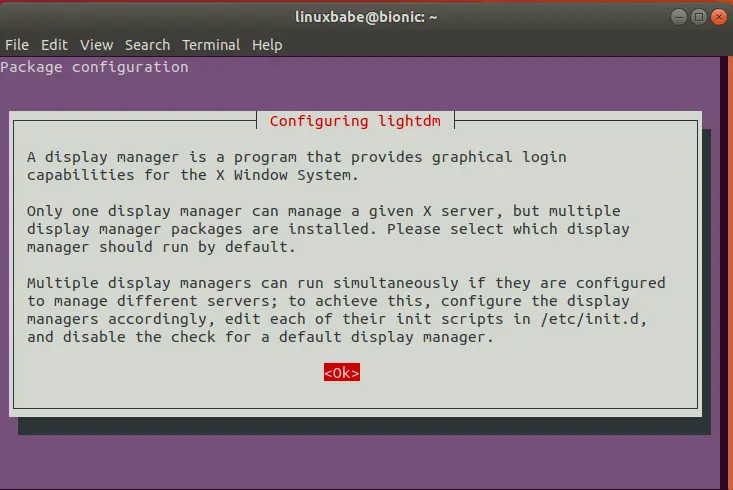 linuxbabe@bionic: ~
File Edit View Search Terminal Help
Package configuration
Configuring lightdm
A display manager is a program that provides graphical login
capabilities for the X Window System.
Only one display manager can manage a given X server, but multiple
display manager packages are installed. Please select which display
manager should run by default.
Multiple display managers can run simultaneously if they are configured
to manage different servers; to achieve this, configure the display
managers accordingly, edit each of their init scripts in /etc/init.d,
and disable the check for a default display manager.
<Ok>